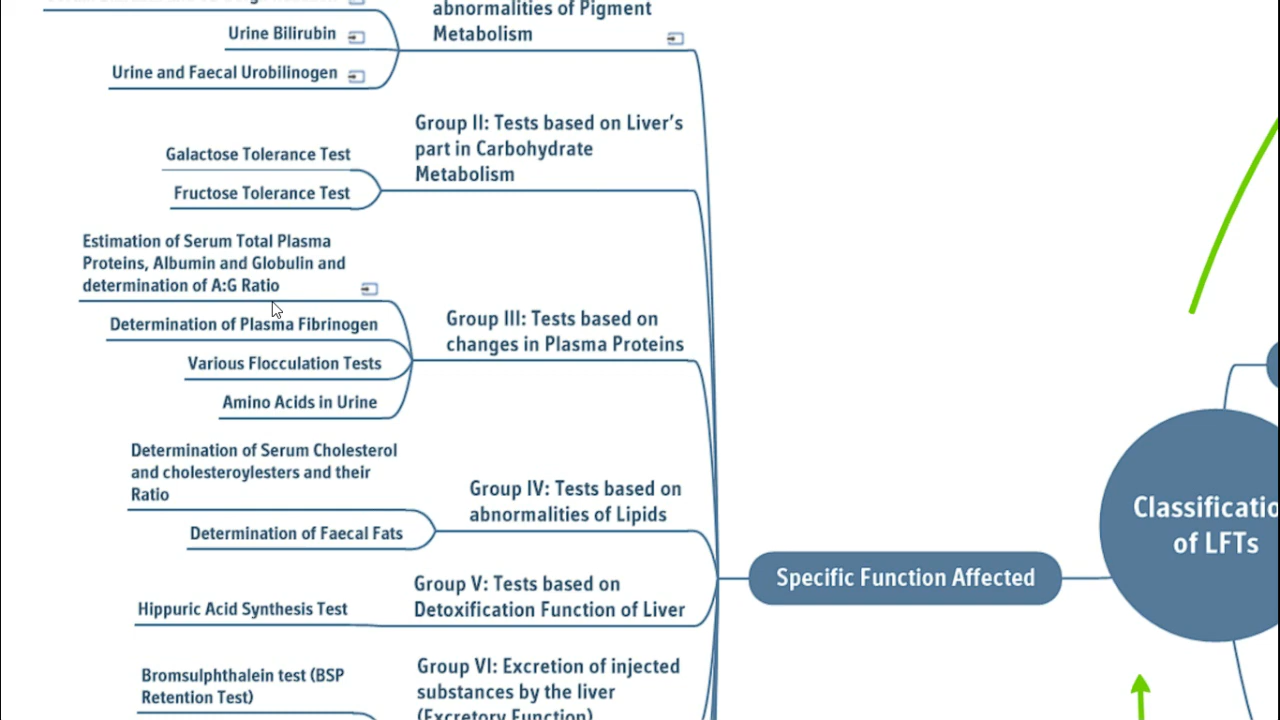 abnormalities of Pigment
Metabolism
Urine Bilirubin
Urine and Faecal Urobilinogen
Group II: Tests based on Liver's
part in Carbohydrate
Metabolism
Galactose Tolerance Test
Fructose Tolerance Test
Estimation of Serum Total Plasma
Proteins, Albumin and Globulin and
determination of A:G Ratio
Determination of Plasma Fibrinogen
Various Flocculation Tests
Amino Acids in Urine
Group III: Tests based on
changes in Plasma Proteins
Determination of Serum Cholesterol
and cholesteroylesters and their
Ratio
Determination of Faecal Fats
Group IV: Tests based on
abnormalities of Lipids
Hippuric Acid Synthesis Test
Group V: Tests based on
Detoxification Function of Liver
Bromsulphthalein test (BSP
Retention Test)
Group VI: Excretion of injected
substances by the liver
(Excretory Function)
Specific Function Affected
Classificatio
of LFTs